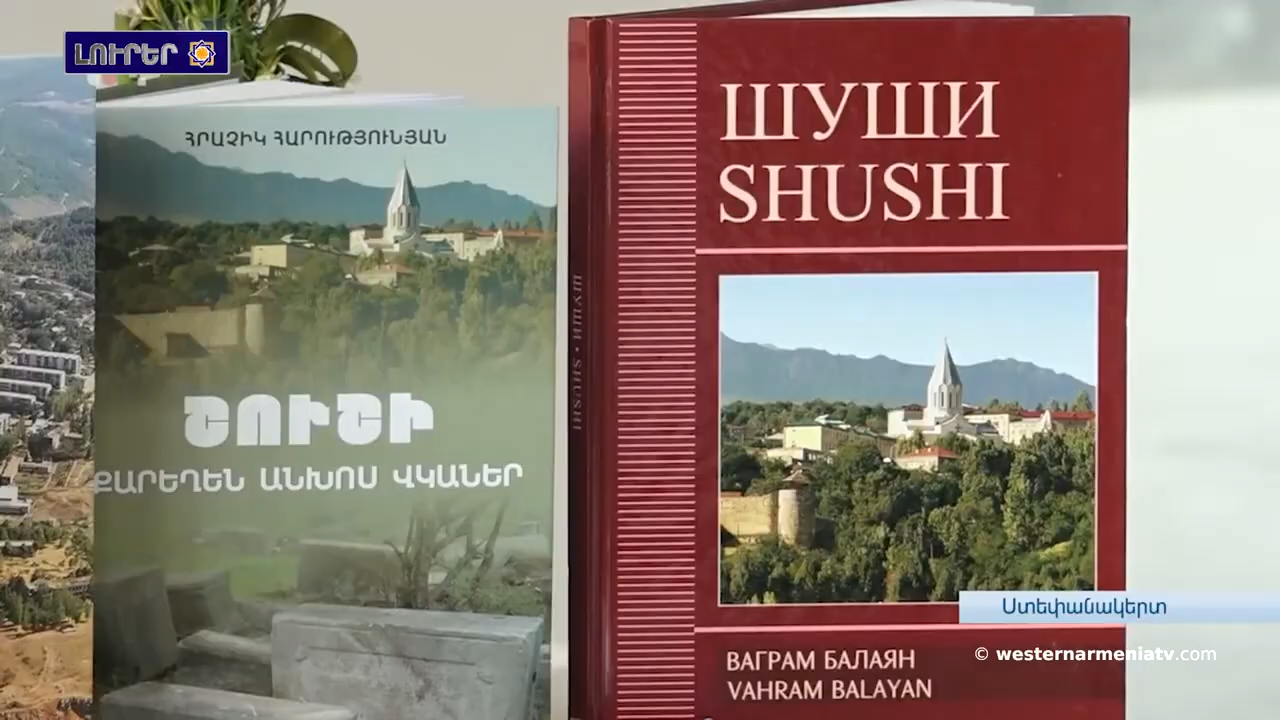 ԼՈՒՐԵՐ
ՀՐԱՉԻԿ ՀԱՐՈՒԹՅՈՒՆՅԱՆ
ՇՈՒՇԻ
ՔԱՐԵՂԵՆ ԱՆԽՈՍ ՎԿԱՆԵՐ
ШУШИ • SHUSHI
ШУШИ
SHUSHI
Ստեփանակերտ
ВАГРАМ БАЛАЯН
VAHRAM BALAYAN
© westernarmeniatv.com